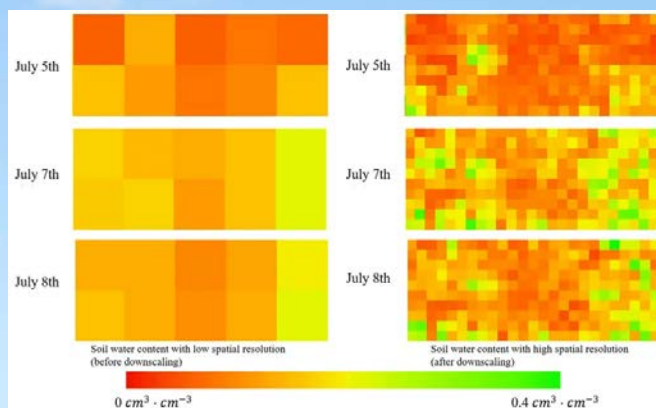 July 5th
July 5th
July 7th
July 7th
July 8th
July 8th
Soil water content with low spatial resolution
(before downscaling)
Soil water content with high spatial resolution
(after downscaling)
0 cm³ · cm⁻³
0.4 cm³ · cm⁻³